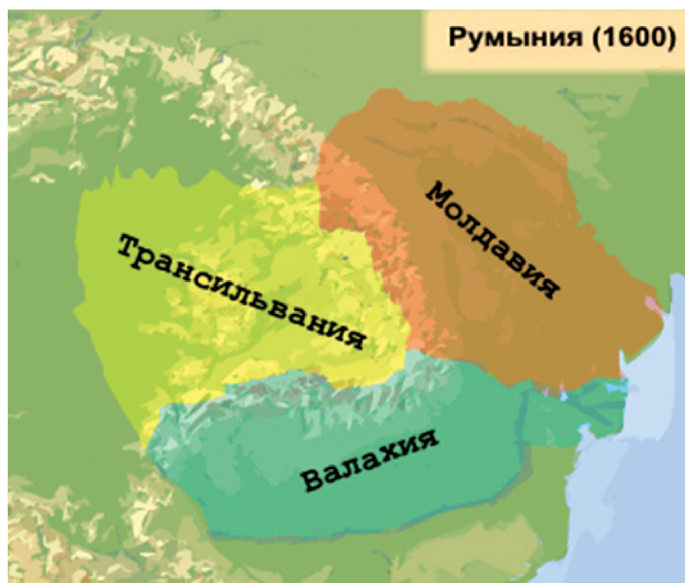 Румыния (1600)
Молдавия
Трансильвания
Валахия